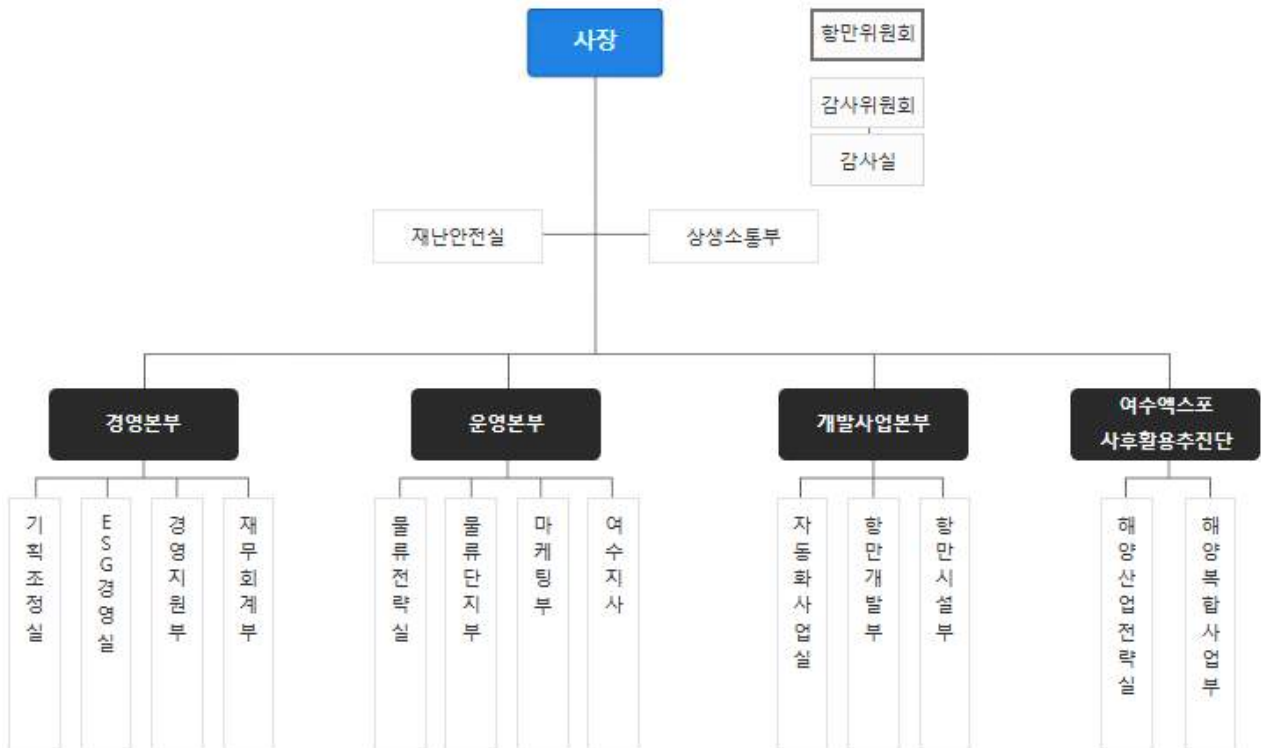 사장
항만위원회
감사위원회
감사실
재난안전실
상생소통부
경영본부
운영본부
개발사업본부
여수엑스포
사후활용추진단
기획조정실
ESG경영실
경영지원부
재무회계부
물류전략실
물류단지부
마케팅부
여수지사
자동화사업실
항만개발부
항만시설부
해양산업전략실
해양복합사업부